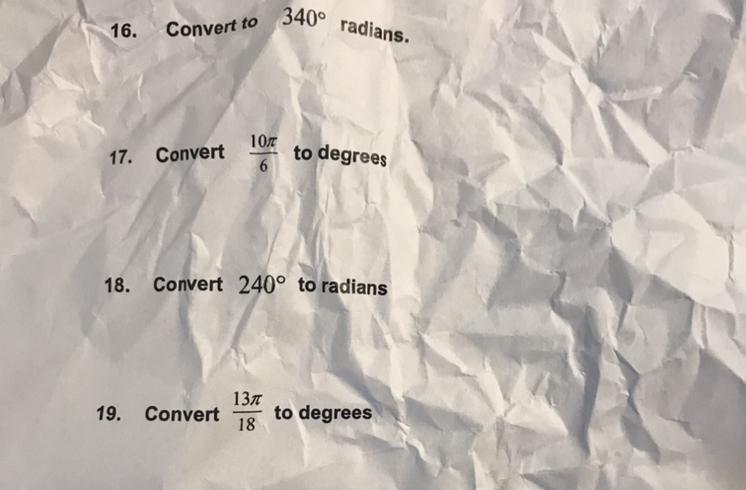 16. Convert to 340° radians.
17. Convert 10π/6 to degrees
18. Convert 240° to radians
19. Convert 13π/18 to degrees